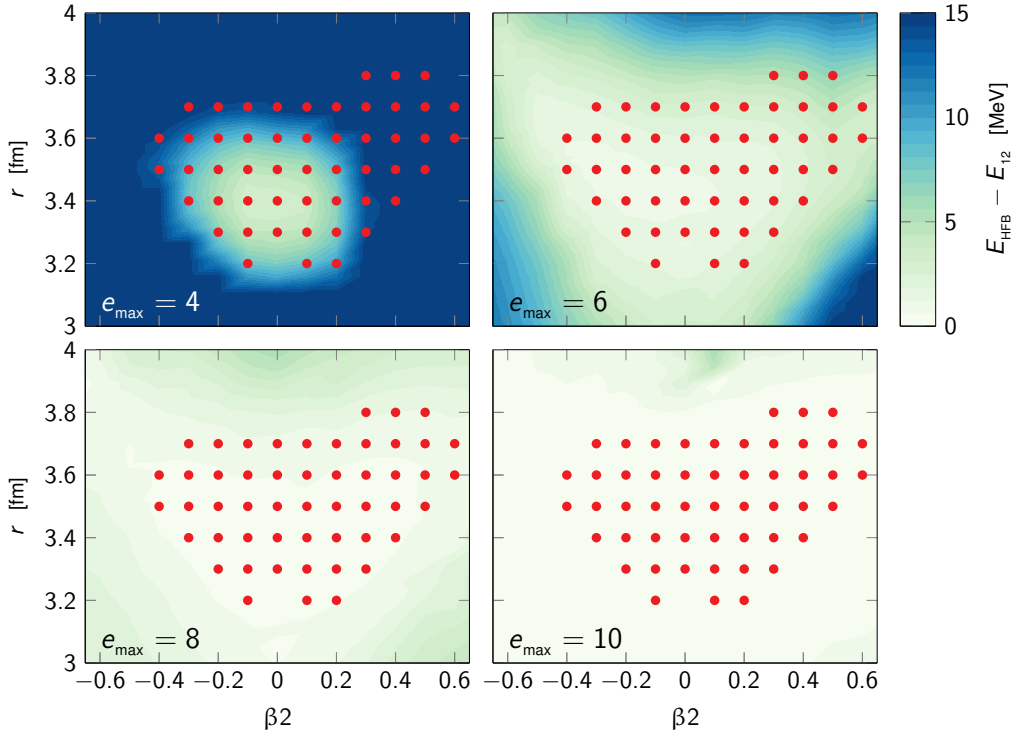 4
3.8
3.6
3.4
3.2
3
r [fm]
e_max = 4
e_max = 6
15
10
5
0
E_HFB − E_12 [MeV]
4
3.8
3.6
3.4
3.2
3
r [fm]
e_max = 8
e_max = 10
−0.6 −0.4 −0.2 0 0.2 0.4 0.6
−0.6 −0.4 −0.2 0 0.2 0.4 0.6
β2
β2